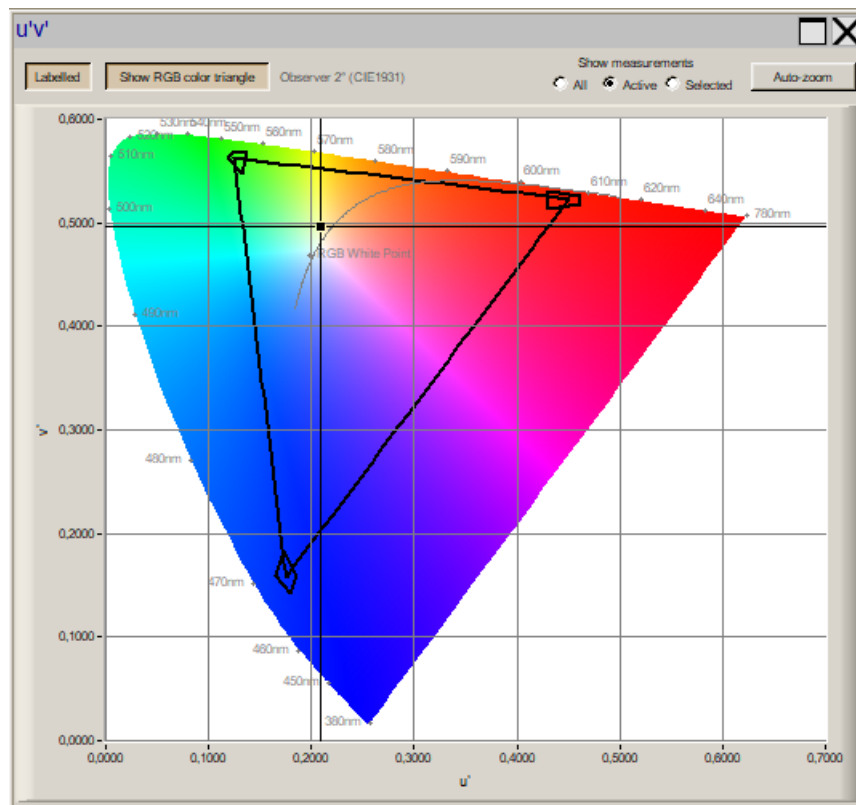 u'v'
Labelled
Show RGB color triangle
Observer 2° (CIE1931)
Show measurements
All
Active
Selected
Auto-zoom
0,6000
0,5000
0,4000
0,3000
0,2000
0,1000
0,0000
v'
530nm
540nm
520nm
550nm
560nm
570nm
510nm
580nm
590nm
600nm
610nm
620nm
640nm
780nm
500nm
RGB White Point
490nm
480nm
470nm
460nm
450nm
380nm
0,0000
0,1000
0,2000
0,3000
0,4000
0,5000
0,6000
0,7000
u'